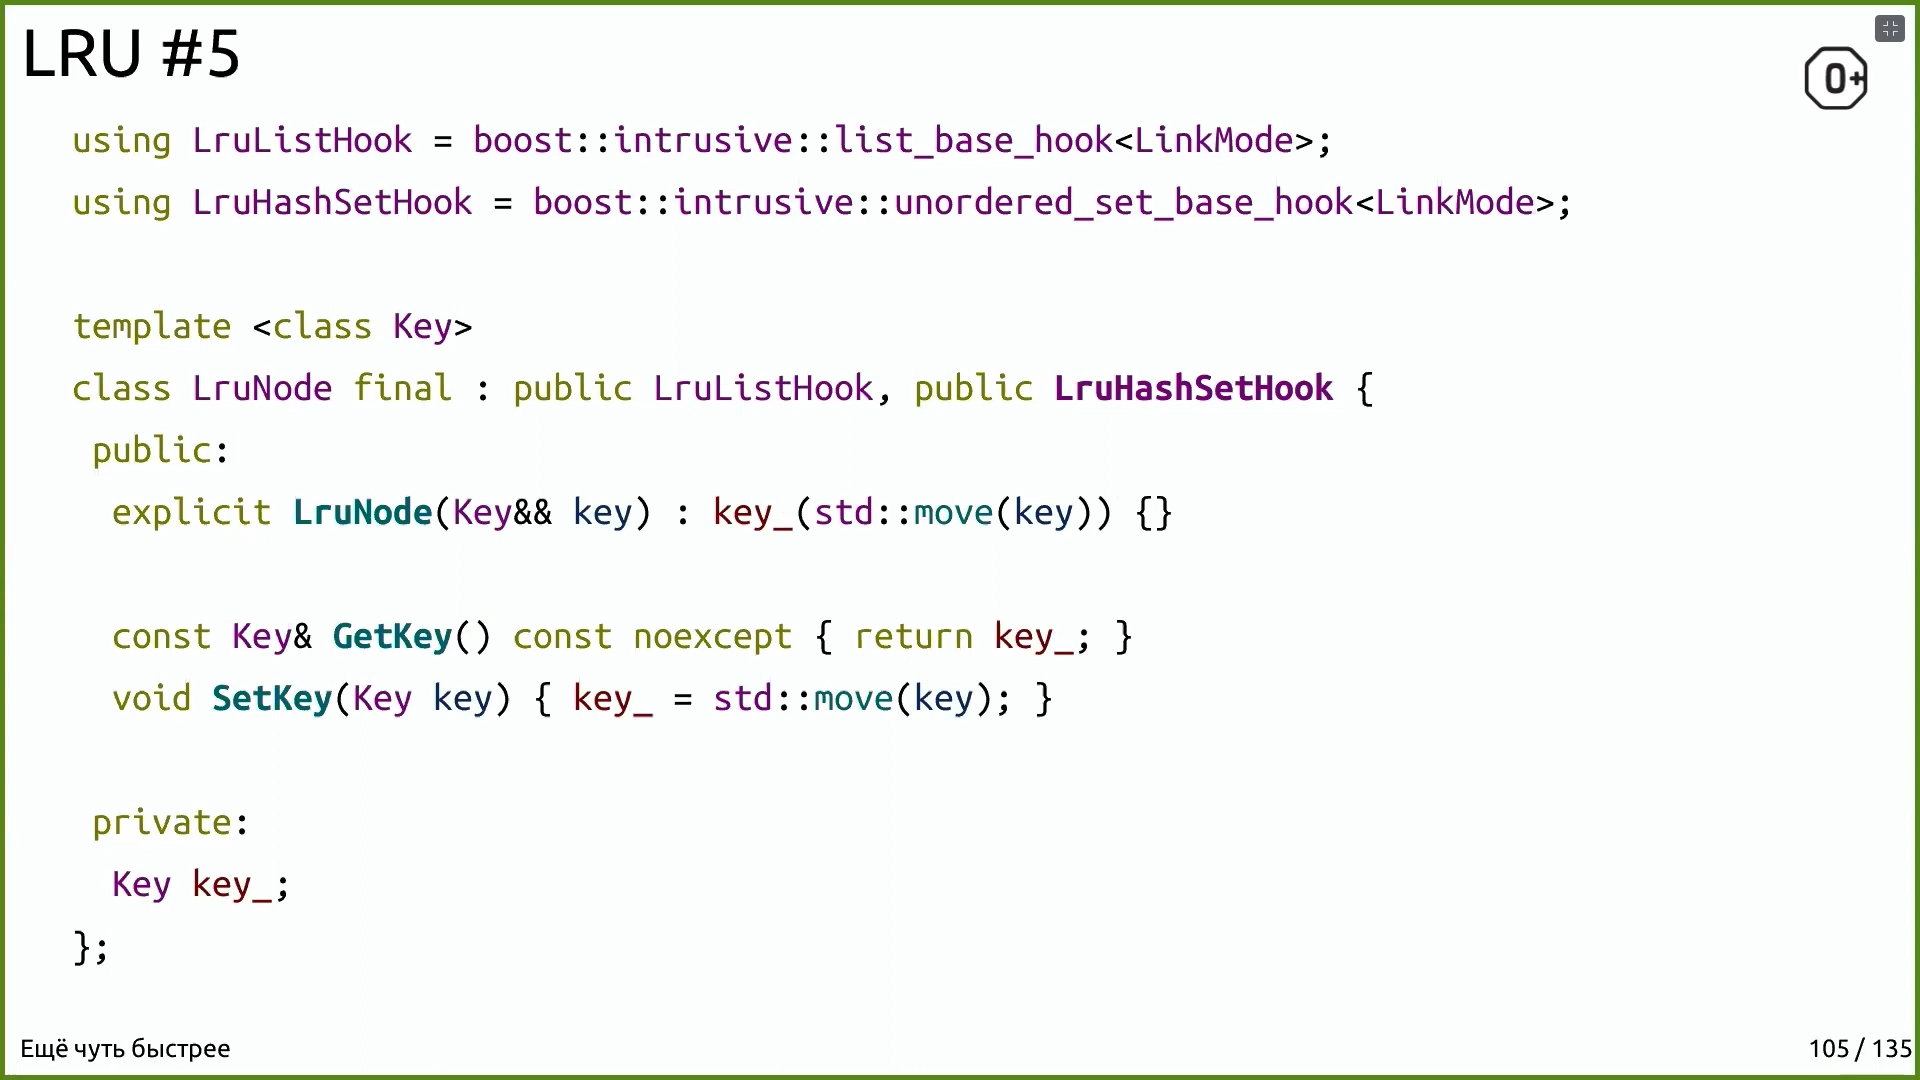 LRU #5
0+
using LruListHook = boost::intrusive::list_base_hook<LinkMode>;
using LruHashSetHook = boost::intrusive::unordered_set_base_hook<LinkMode>;
template <class Key>
class LruNode final : public LruListHook, public LruHashSetHook {
public:
explicit LruNode(Key&& key) : key_(std::move(key)) {}
const Key& GetKey() const noexcept { return key_; }
void SetKey(Key key) { key_ = std::move(key); }
private:
Key key_;
};
Ещё чуть быстрее
105 / 135